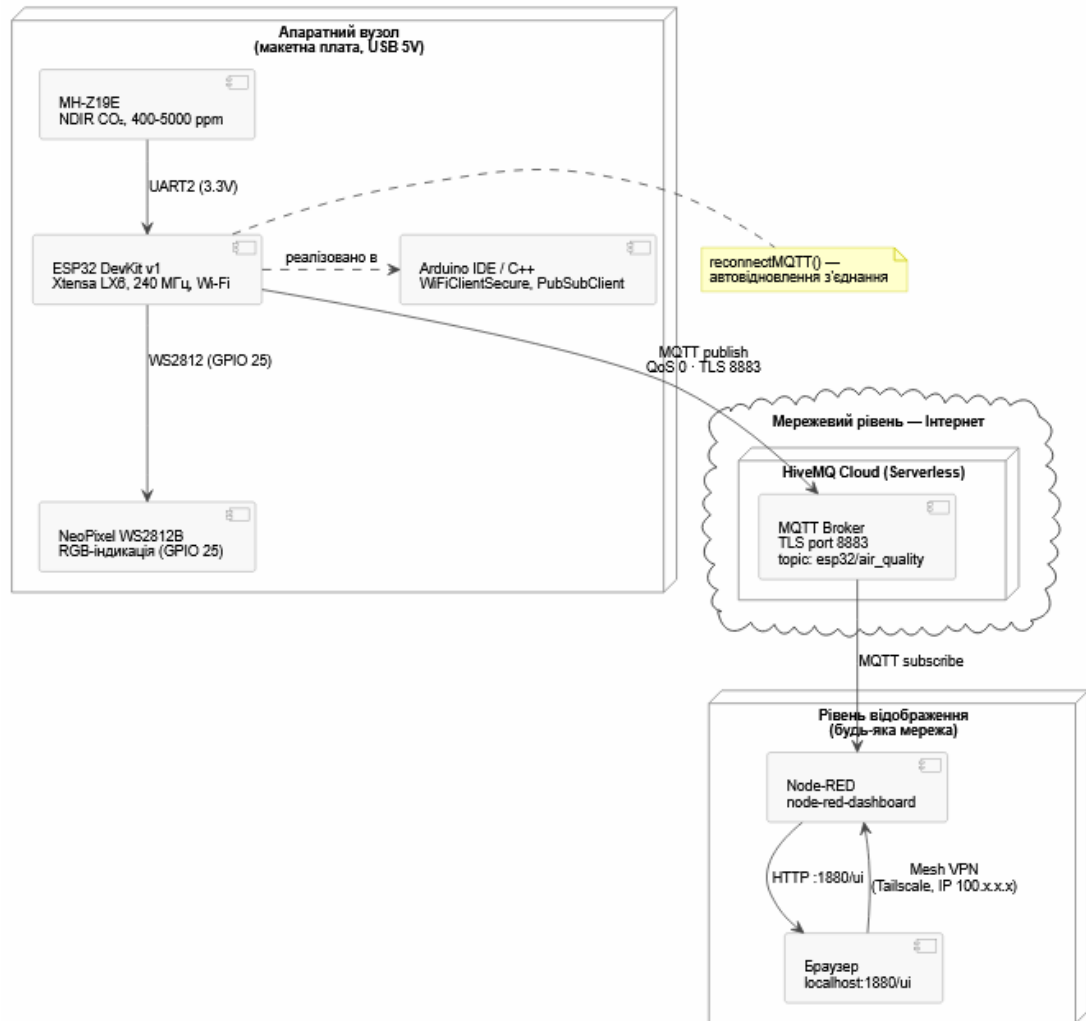 Апаратний вузол
(макетна плата, USB 5V)
MH-Z19E
NDIR CO₂, 400-5000 ppm
UART2 (3.3V)
ESP32 DevKit v1
Xtensa LX6, 240 МГц, Wi-Fi
реалізовано в
Arduino IDE / C++
WiFiClientSecure, PubSubClient
reconnectMQTT() —
автовідновлення з'єднання
WS2812 (GPIO 25)
MQTT publish
QoS 0 · TLS 8883
NeoPixel WS2812B
RGB-індикація (GPIO 25)
Мережевий рівень — Інтернет
HiveMQ Cloud (Serverless)
MQTT Broker
TLS port 8883
topic: esp32/air_quality
MQTT subscribe
Рівень відображення
(будь-яка мережа)
Node-RED
node-red-dashboard
HTTP :1880/ui
Mesh VPN
(Tailscale, IP 100.x.x.x)
Браузер
localhost:1880/ui